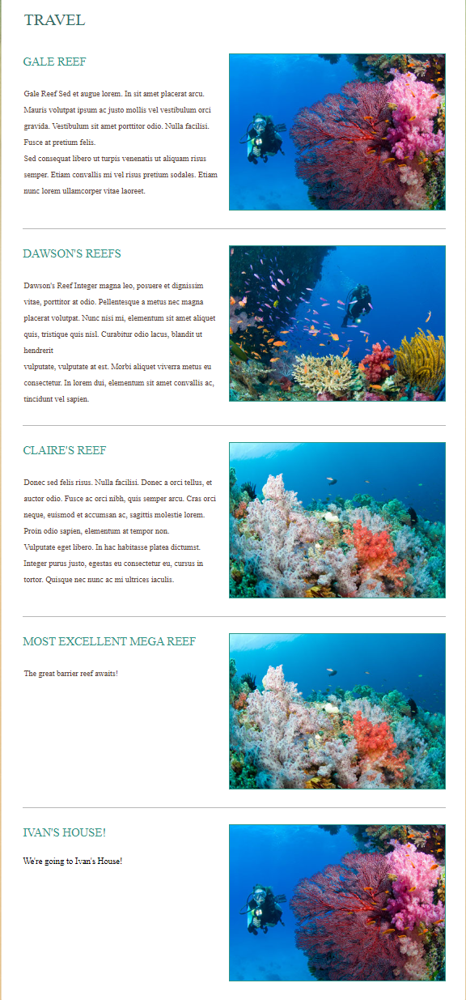 TRAVEL
GALE REEF
Gale Reef Sed et augue lorem. In sit amet placerat arcu.
Mauris volutpat ipsum ac justo mollis vel vestibulum orci
gravida. Vestibulum sit amet porttitor odio. Nulla facilisi.
Fusce at pretium felis.
Sed consequat libero ut turpis venenatis ut aliquam risus
semper. Etiam convallis mi vel risus pretium sodales. Etiam
nunc lorem ullamcorper vitae laoreet.
DAWSON'S REEFS
Dawson's Reef Integer magna leo, posuere et dignissim
vitae, porttitor at odio. Pellentesque a metus nec magna
placerat volutpat. Nunc nisi mi, elementum sit amet aliquet
quis, tristique quis nisl. Curabitur odio lacus, blandit ut
hendrerit
vulputate, vulputate at est. Morbi aliquet viverra metus eu
consectetur. In lorem dui, elementum sit amet convallis ac,
tincidunt vel sapien.
CLAIRE'S REEF
Donec sed felis risus. Nulla facilisi. Donec a orci tellus, et
auctor odio. Fusce ac orci nibh, quis semper arcu. Cras orci
neque, euismod et accumsan ac, sagittis molestie lorem.
Proin odio sapien, elementum at tempor non.
Vulputate eget libero. In hac habitasse platea dictumst.
Integer purus justo, egestas eu consectetur eu, cursus in
tortor. Quisque nec nunc ac mi ultrices iaculis.
MOST EXCELLENT MEGA REEF
The great barrier reef awaits!
IVAN'S HOUSE!
We're going to Ivan's House!